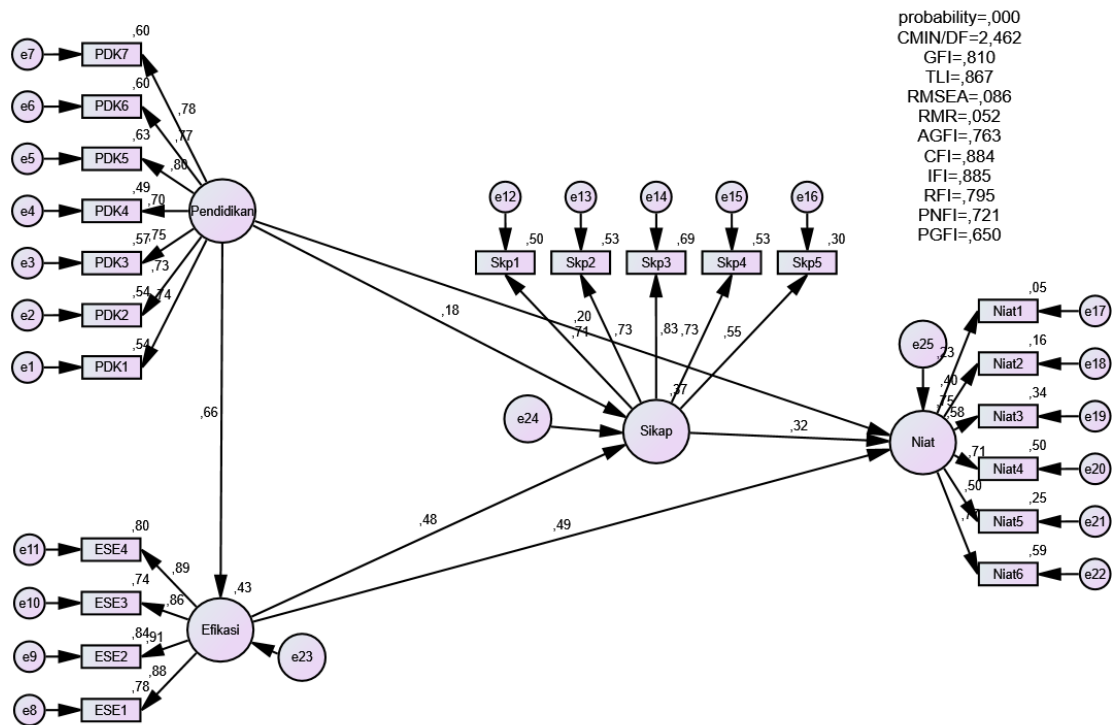 probability=,000
CMIN/DF=2,462
GFI=,810
TLI=,867
RMSEA=,086
RMR=,052
AGFI=,763
CFI=,884
IFI=,885
RFI=,795
PNFI=,721
PGFI=,650
,60
e7 PDK7
,78
,60
e6 PDK6
,77
,63
e5 PDK5
,80
,49
e4 PDK4
,70
,57
e3 PDK3
,75
,54
e2 PDK2
,73
,54
e1 PDK1
,74
Pendidikan
e12 e13 e14 e15 e16
,50 ,53 ,69 ,53 ,30
Skp1 Skp2 Skp3 Skp4 Skp5
,71 ,73 ,83 ,73 ,55
,18
,20
,66
e24
,37
Sikap
,32
,48
,49
e25
,75
Niat
,05
Niat1 e17
,23
,16
Niat2 e18
,40
,34
Niat3 e19
,58
,50
Niat4 e20
,71
,25
Niat5 e21
,50
,59
Niat6 e22
,80
e11 ESE4
,89
,74
e10 ESE3
,86
,84
e9 ESE2
,91
,78
e8 ESE1
,88
,43
Efikasi
e23